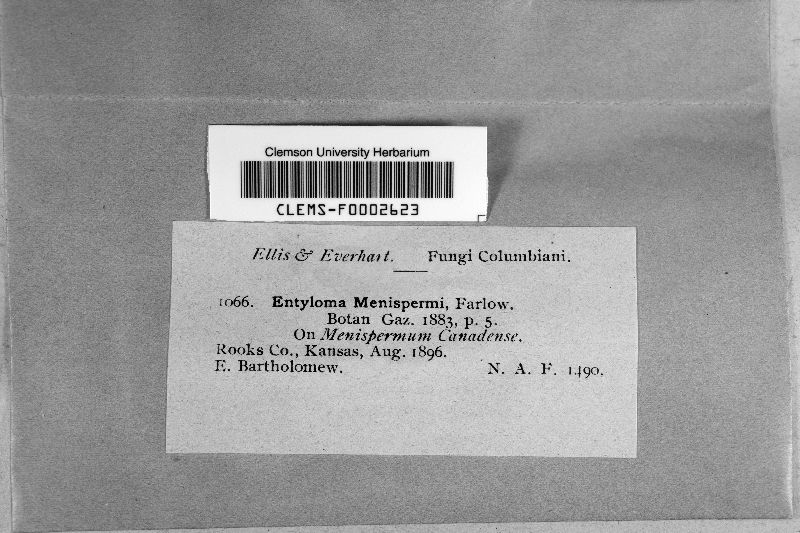 Clemson University Herbarium
CLEMS-F0002623
Ellis & Everhart. Fungi Columbiani.
1066. Entyloma Menispermi, Farlow.
Botan Gaz. 1883, p. 5.
On Menispermum Canadense.
Rooks Co., Kansas, Aug. 1896.
E. Bartholomew. N. A. F. 1490.